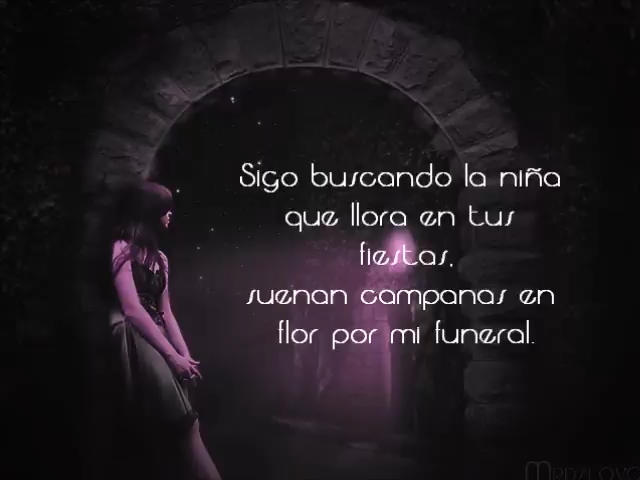 Sigo buscando la niña
que llora en tus
fiestas,
suenan campanas en
flor por mi funeral.